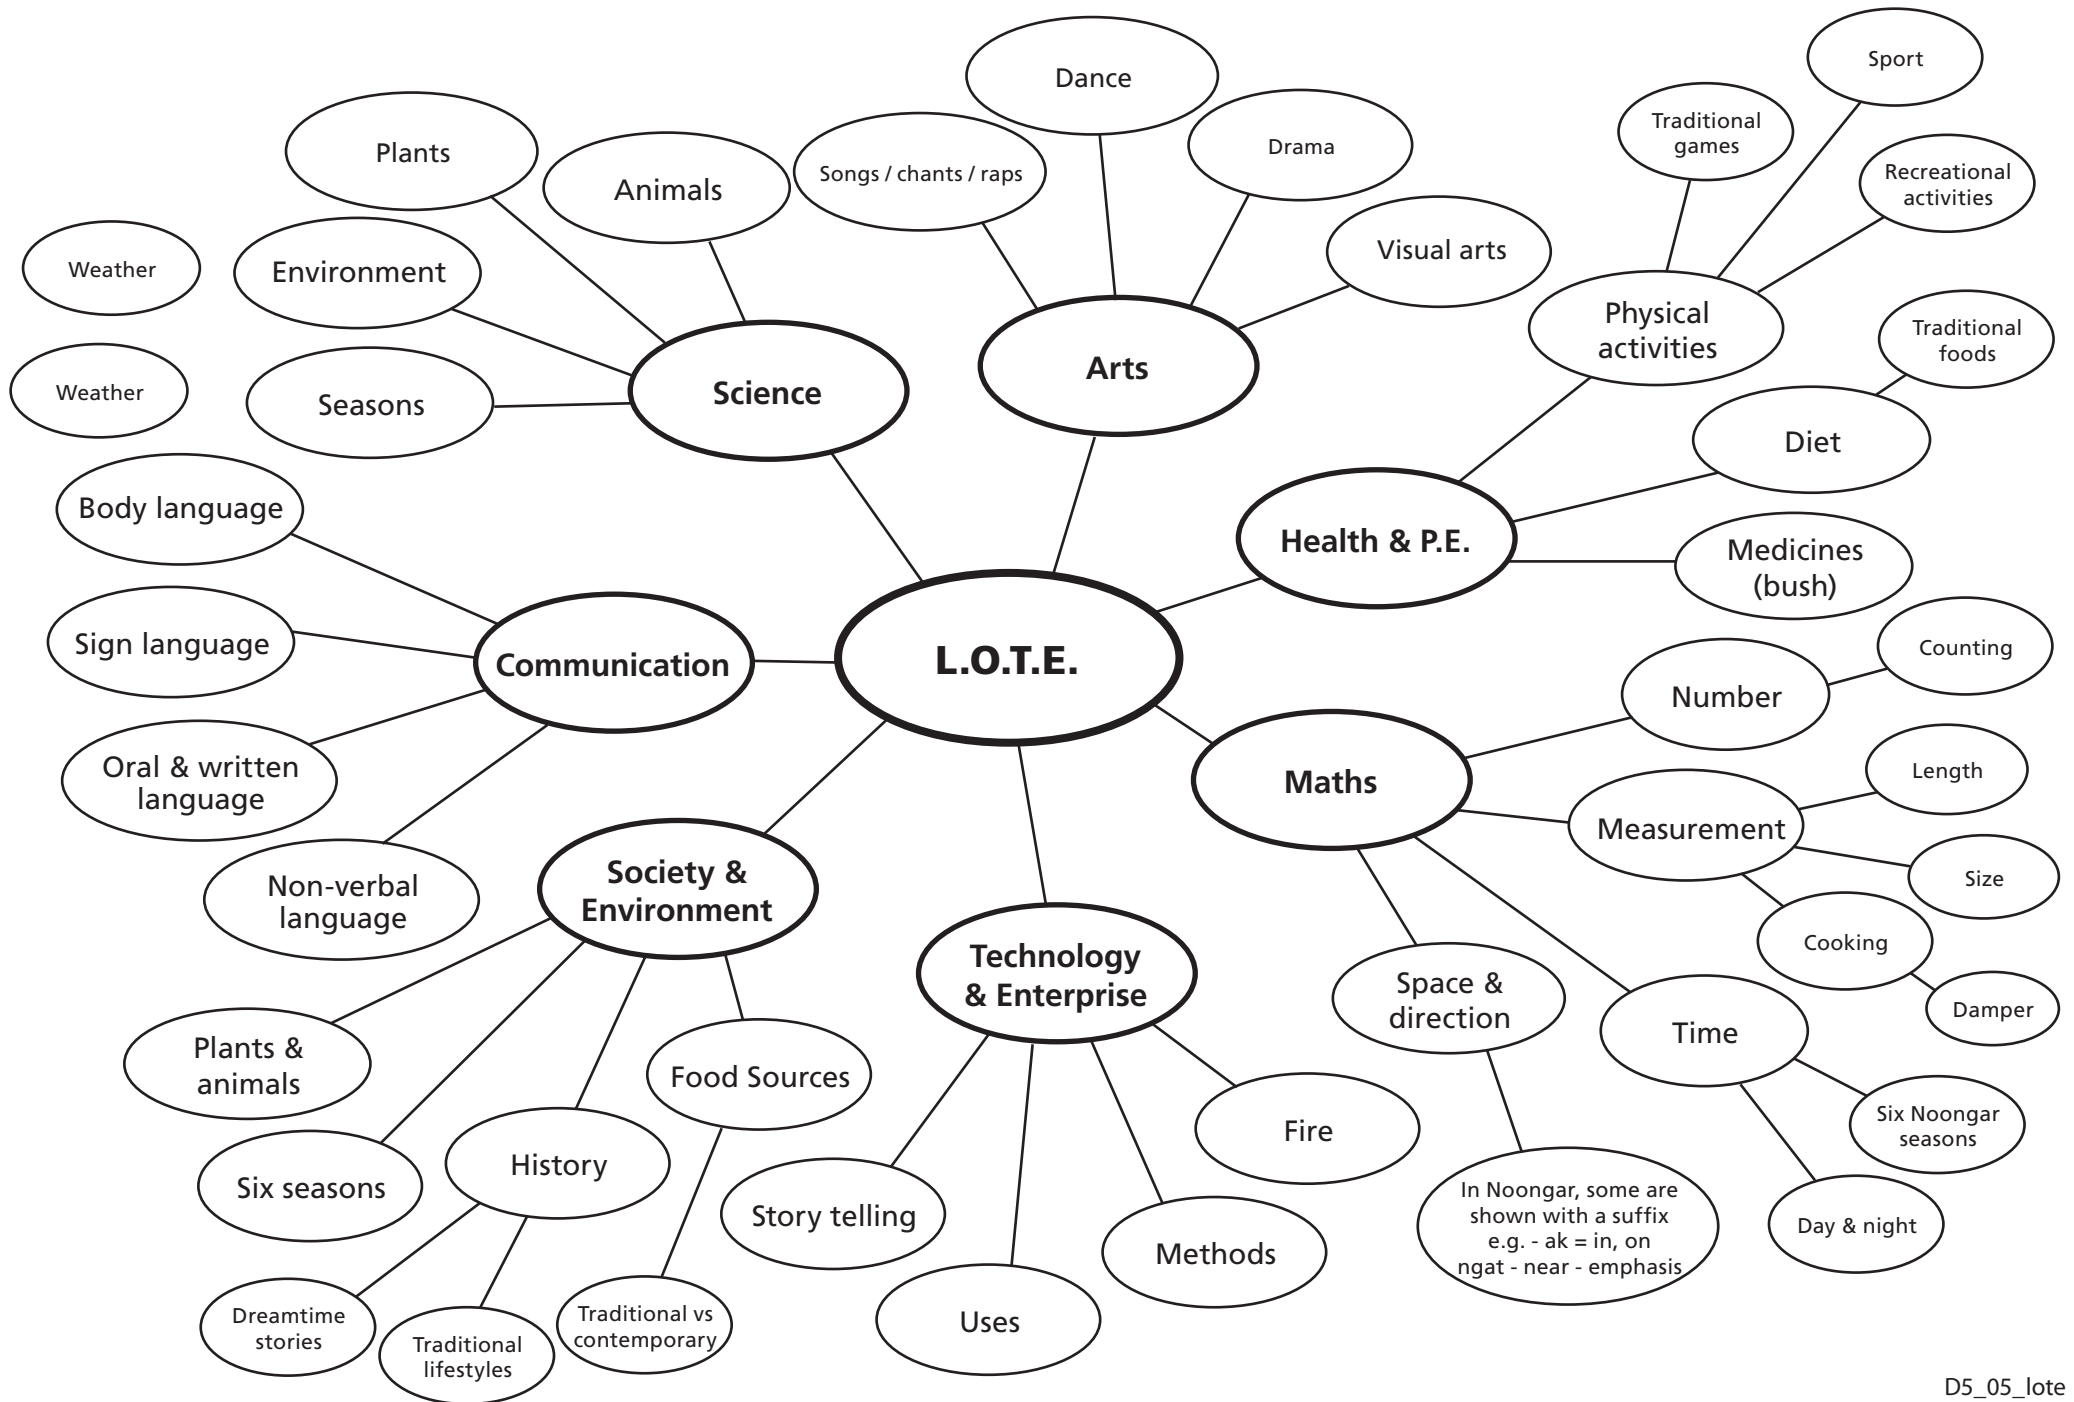 Dance
Sport
Traditional
games
Plants
Animals
Songs / chants / raps
Drama
Recreational
activities
Weather
Environment
Visual arts
Physical
activities
Traditional
foods
Weather
Seasons
Science
Arts
Diet
Body language
Health & P.E.
Medicines
(bush)
Sign language
Communication
L.O.T.E.
Number
Counting
Oral & written
language
Maths
Measurement
Length
Size
Non-verbal
language
Society &
Environment
Technology
& Enterprise
Space &
direction
Cooking
Damper
Time
Plants &
animals
Food Sources
Fire
Six Noongar
seasons
Six seasons
History
Story telling
Methods
In Noongar, some are
shown with a suffix
e.g. - ak = in, on
ngat - near - emphasis
Day & night
Dreamtime
stories
Traditional
lifestyles
Traditional vs
contemporary
Uses
D5_05_lote